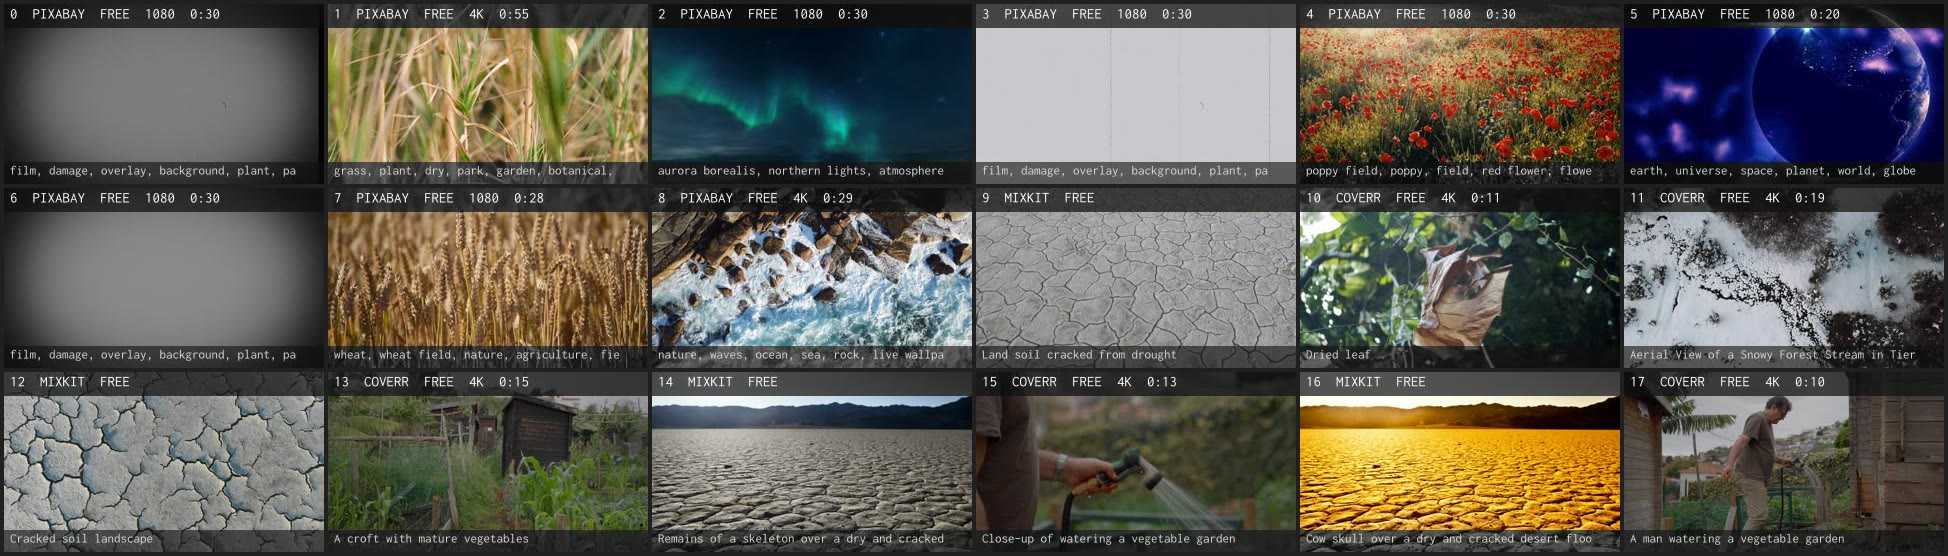 0 PIXABAY FREE 1080 0:30
film, damage, overlay, background, plant, pa
1 PIXABAY FREE 4K 0:55
grass, plant, dry, park, garden, botanical,
2 PIXABAY FREE 1080 0:30
aurora borealis, northern lights, atmosphere
3 PIXABAY FREE 1080 0:30
film, damage, overlay, background, plant, pa
4 PIXABAY FREE 1080 0:30
poppy field, poppy, field, red flower, flowe
5 PIXABAY FREE 1080 0:20
earth, universe, space, planet, world, globe
6 PIXABAY FREE 1080 0:30
film, damage, overlay, background, plant, pa
7 PIXABAY FREE 1080 0:28
wheat, wheat field, nature, agriculture, fie
8 PIXABAY FREE 4K 0:29
nature, waves, ocean, sea, rock, live wallpa
9 MIXKIT FREE
Land soil cracked from drought
10 COVERR FREE 4K 0:11
Dried leaf
11 COVERR FREE 4K 0:19
Aerial View of a Snowy Forest Stream in Tier
12 MIXKIT FREE
Cracked soil landscape
13 COVERR FREE 4K 0:15
A croft with mature vegetables
14 MIXKIT FREE
Remains of a skeleton over a dry and cracked
15 COVERR FREE 4K 0:13
Close-up of watering a vegetable garden
16 MIXKIT FREE
Cow skull over a dry and cracked desert floo
17 COVERR FREE 4K 0:10
A man watering a vegetable garden